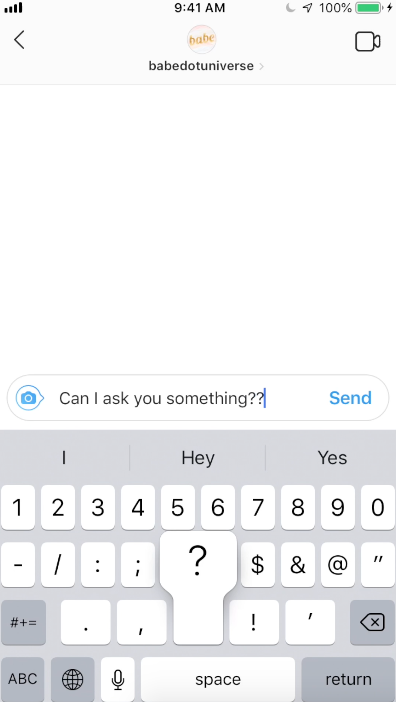 9:41 AM
100%
babe
babedotuniverse
Can I ask you something??
Send
I Hey Yes
1 2 3 4 5 6 7 8 9 0
- / : ; ? $ & @ "
#+= . , ! '
ABC space return